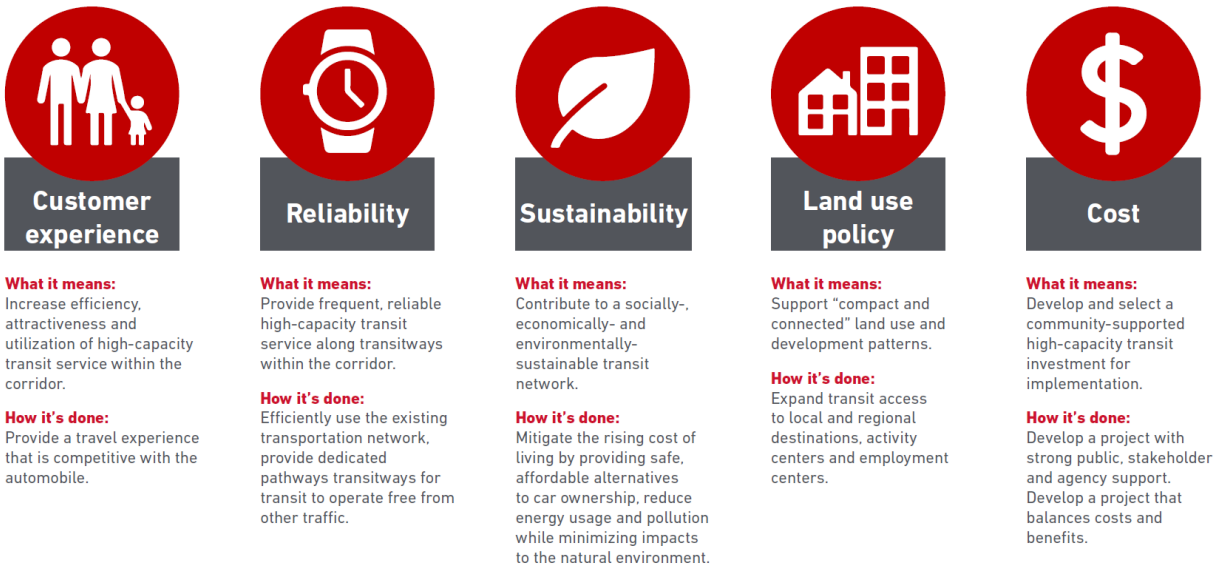 Customer
experience
What it means:
Increase efficiency,
attractiveness and
utilization of high-capacity
transit service within the
corridor.
How it's done:
Provide a travel experience
that is competitive with the
automobile.
Reliability
What it means:
Provide frequent, reliable
high-capacity transit
service along transitways
within the corridor.
How it's done:
Efficiently use the existing
transportation network,
provide dedicated
pathways transitways for
transit to operate free from
other traffic.
Sustainability
What it means:
Contribute to a socially-,
economically- and
environmentally-
sustainable transit
network.
How it's done:
Mitigate the rising cost of
living by providing safe,
affordable alternatives
to car ownership, reduce
energy usage and pollution
while minimizing impacts
to the natural environment.
Land use
policy
What it means:
Support “compact and
connected” land use and
development patterns.
How it's done:
Expand transit access
to local and regional
destinations, activity
centers and employment
centers.
$
Cost
What it means:
Develop and select a
community-supported
high-capacity transit
investment for
implementation.
How it's done:
Develop a project with
strong public, stakeholder
and agency support.
Develop a project that
balances costs and
benefits.